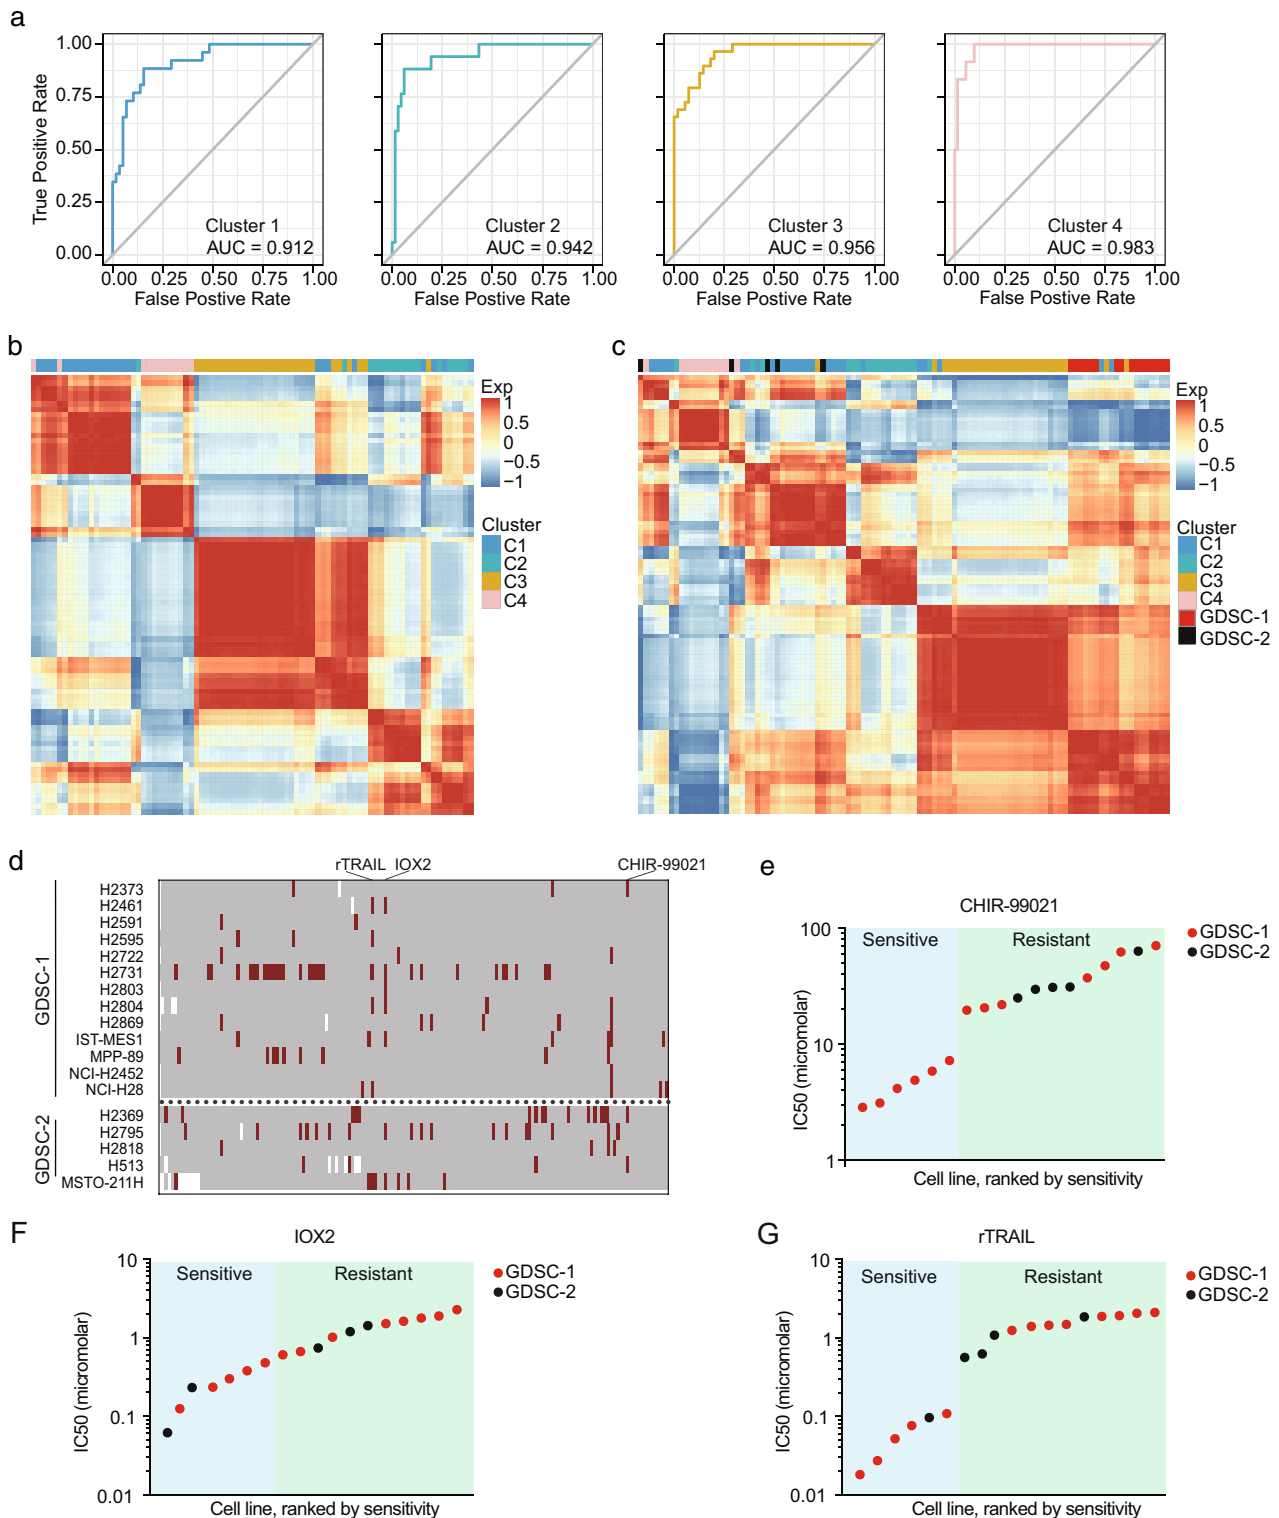 a
True Positive Rate
1.00
0.75
0.50
0.25
0.00
Cluster 1
AUC = 0.912
0.00 0.25 0.50 0.75 1.00
False Postive Rate
Cluster 2
AUC = 0.942
0.00 0.25 0.50 0.75 1.00
False Postive Rate
Cluster 3
AUC = 0.956
0.00 0.25 0.50 0.75 1.00
False Postive Rate
Cluster 4
AUC = 0.983
0.00 0.25 0.50 0.75 1.00
False Postive Rate
b
Exp
1
0.5
0
−0.5
−1
Cluster
C1
C2
C3
C4
c
Exp
1
0.5
0
−0.5
−1
Cluster
C1
C2
C3
C4
GDSC-1
GDSC-2
d
rTRAIL IOX2 CHIR-99021
GDSC-1
H2373
H2461
H2591
H2595
H2722
H2731
H2803
H2804
H2869
IST-MES1
MPP-89
NCI-H2452
NCI-H28
GDSC-2
H2369
H2795
H2818
H513
MSTO-211H
e
CHIR-99021
IC50 (micromolar)
100
10
1
Sensitive Resistant
GDSC-1
GDSC-2
Cell line, ranked by sensitivity
F
IOX2
IC50 (micromolar)
10
1
0.1
0.01
Sensitive Resistant
GDSC-1
GDSC-2
Cell line, ranked by sensitivity
G
rTRAIL
IC50 (micromolar)
10
1
0.1
0.01
Sensitive Resistant
GDSC-1
GDSC-2
Cell line, ranked by sensitivity